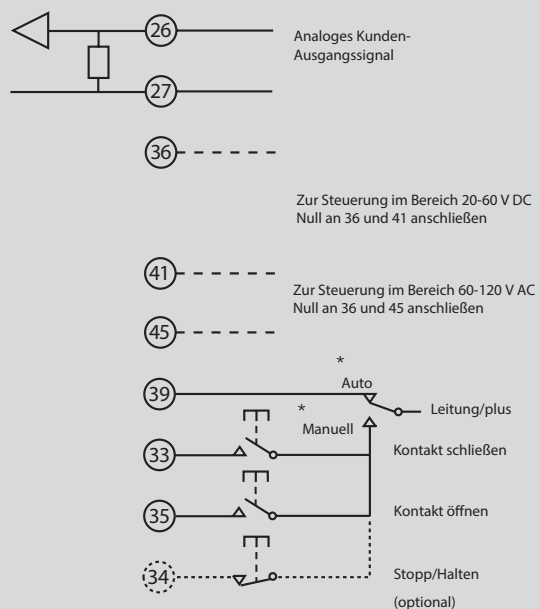 26
Analoges Kunden-
Ausgangssignal
27
36
Zur Steuerung im Bereich 20-60 V DC
Null an 36 und 41 anschließen
41
Zur Steuerung im Bereich 60-120 V AC
Null an 36 und 45 anschließen
45
*
39
Auto
Leitung/plus
*
Manuell
33
Kontakt schließen
35
Kontakt öffnen
34
Stopp/Halten
(optional)